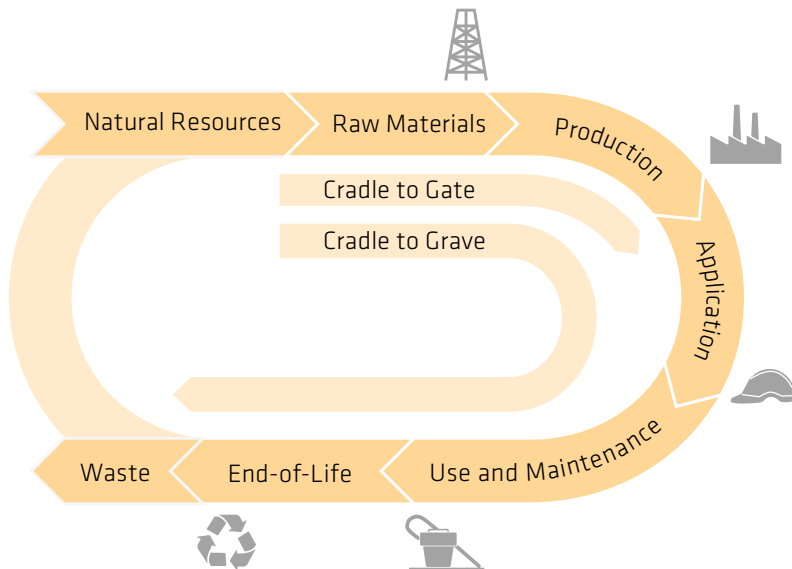 Natural Resources
Raw Materials
Production
Cradle to Gate
Cradle to Grave
Application
Use and Maintenance
End-of-Life
Waste